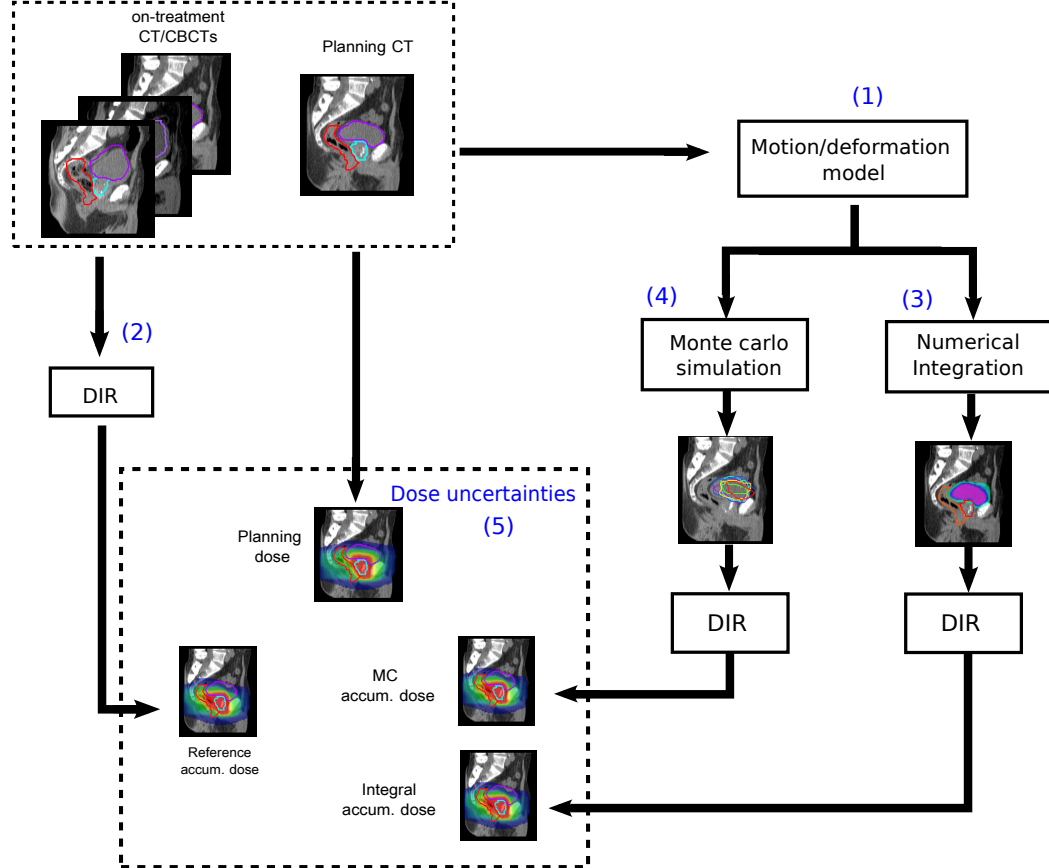 on-treatment
CT/CBCTs
Planning CT
(1)
Motion/deformation
model
(2)
DIR
(4)
Monte carlo
simulation
(3)
Numerical
Integration
Dose uncertainties
(5)
Planning
dose
DIR
DIR
MC
accum. dose
Reference
accum. dose
Integral
accum. dose